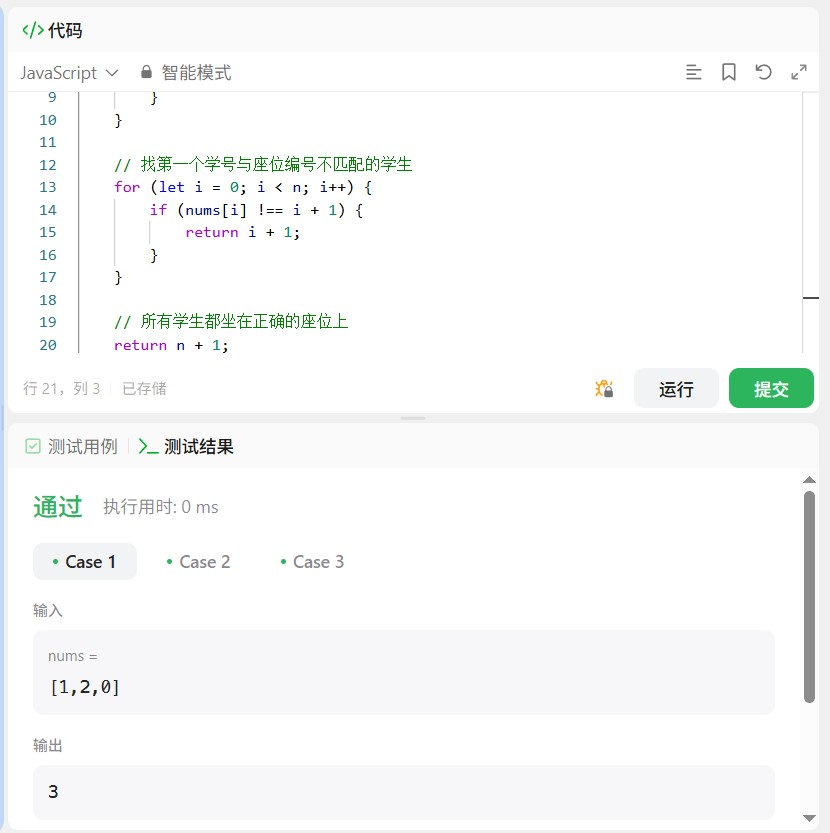 </> 代码
JavaScript 智能模式
9 }
10 }
11
12 // 找第一个学号与座位编号不匹配的学生
13 for (let i = 0; i < n; i++) {
14 if (nums[i] !== i + 1) {
15 return i + 1;
16 }
17 }
18
19 // 所有学生都坐在正确的座位上
20 return n + 1;
行 21，列 3 已存储 运行 提交
测试用例 测试结果
通过 执行用时: 0 ms
• Case 1 • Case 2 • Case 3
输入
nums =
[1,2,0]
输出
3